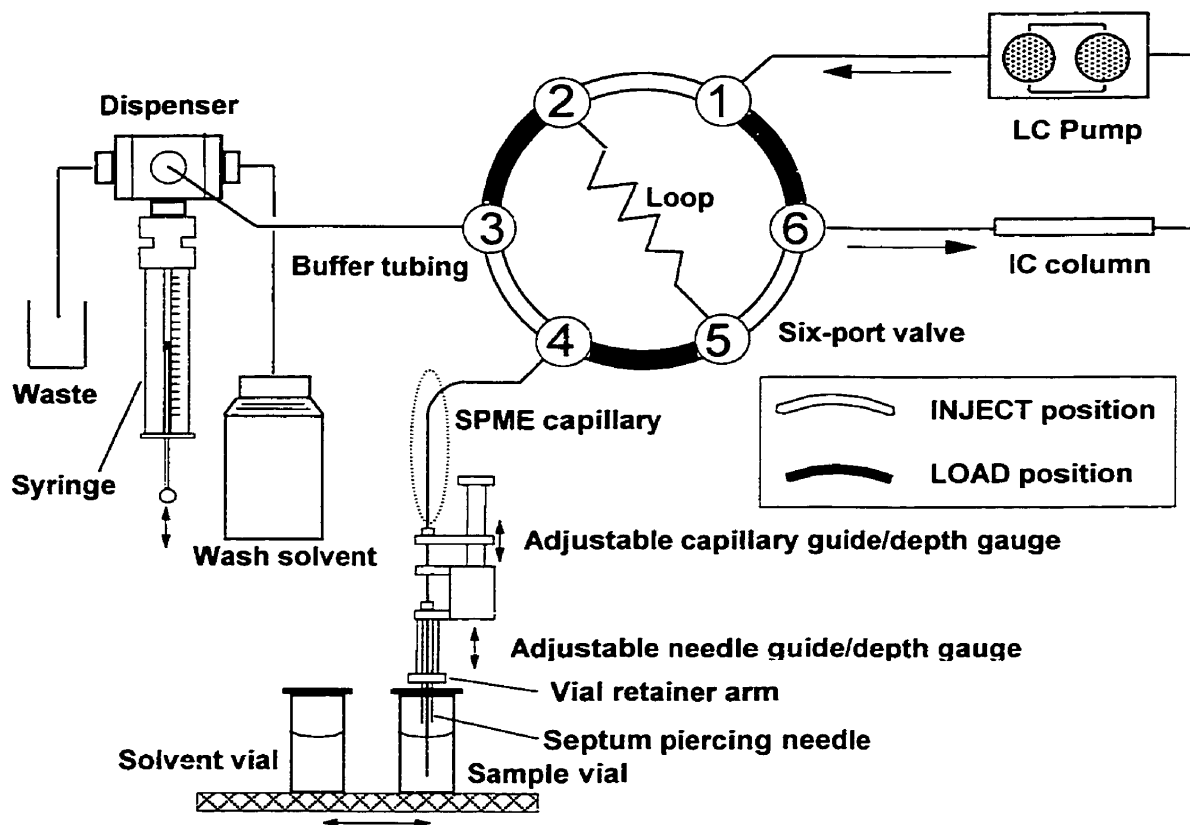 Dispenser
2
1
LC Pump
Loop
3
6
Buffer tubing
IC column
4
5
Six-port valve
Waste
SPME capillary
INJECT position
LOAD position
Syringe
Wash solvent
Adjustable capillary guide/depth gauge
Adjustable needle guide/depth gauge
Vial retainer arm
Septum piercing needle
Solvent vial
Sample vial